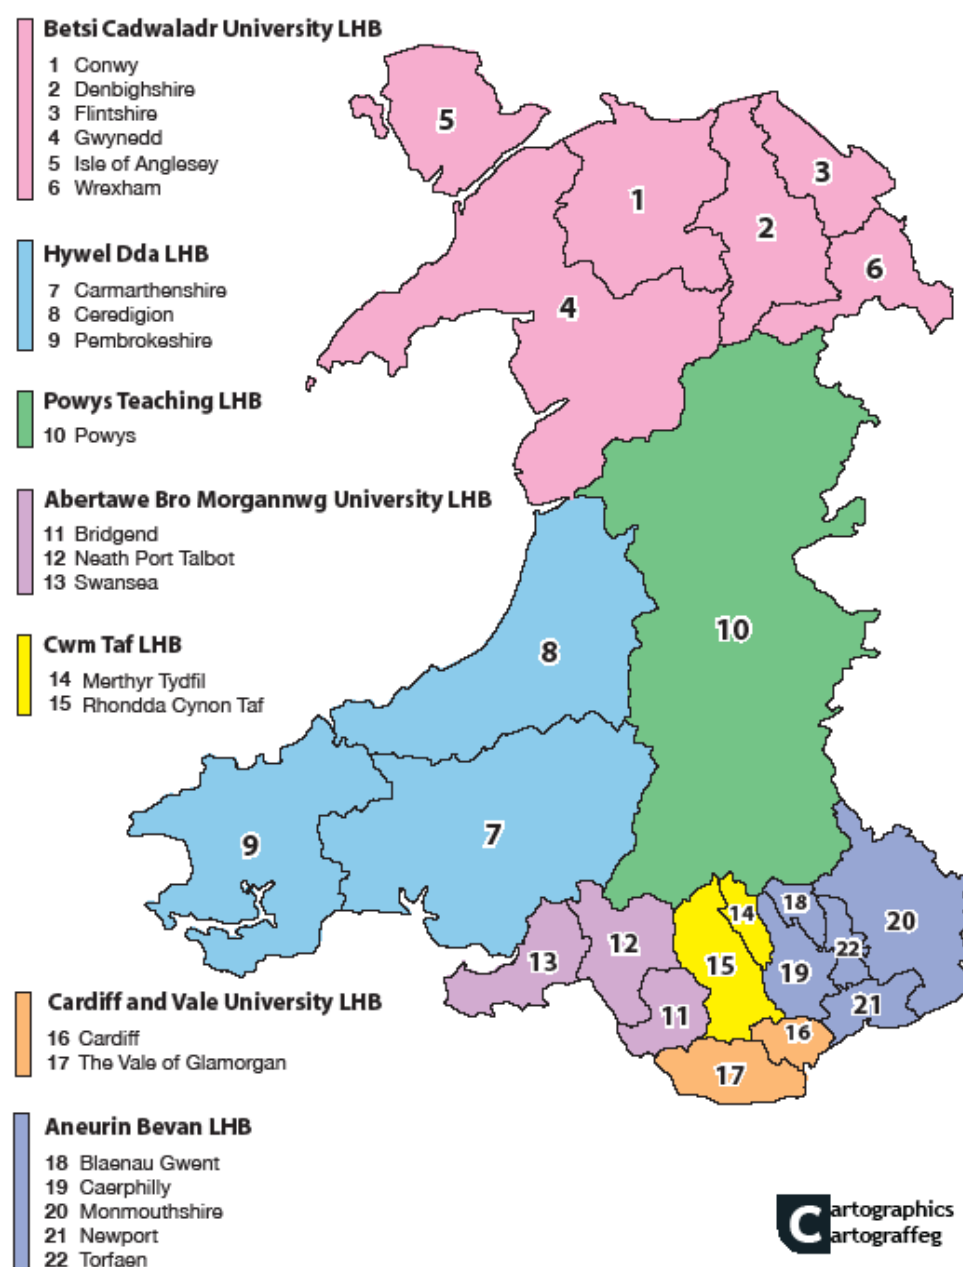 Betsi Cadwaladr University LHB
1 Conwy
2 Denbighshire
3 Flintshire
4 Gwynedd
5 Isle of Anglesey
6 Wrexham
Hywel Dda LHB
7 Carmarthenshire
8 Ceredigion
9 Pembrokeshire
Powys Teaching LHB
10 Powys
Abertawe Bro Morgannwg University LHB
11 Bridgend
12 Neath Port Talbot
13 Swansea
Cwm Taf LHB
14 Merthyr Tydfil
15 Rhondda Cynon Taf
Cardiff and Vale University LHB
16 Cardiff
17 The Vale of Glamorgan
Aneurin Bevan LHB
18 Blaenau Gwent
19 Caerphilly
20 Monmouthshire
21 Newport
22 Torfaen
5
3
1
2
6
4
10
8
7
9
18
14
20
12
22
13
15
19
21
11
16
17
Cartographics
Cartograffeg